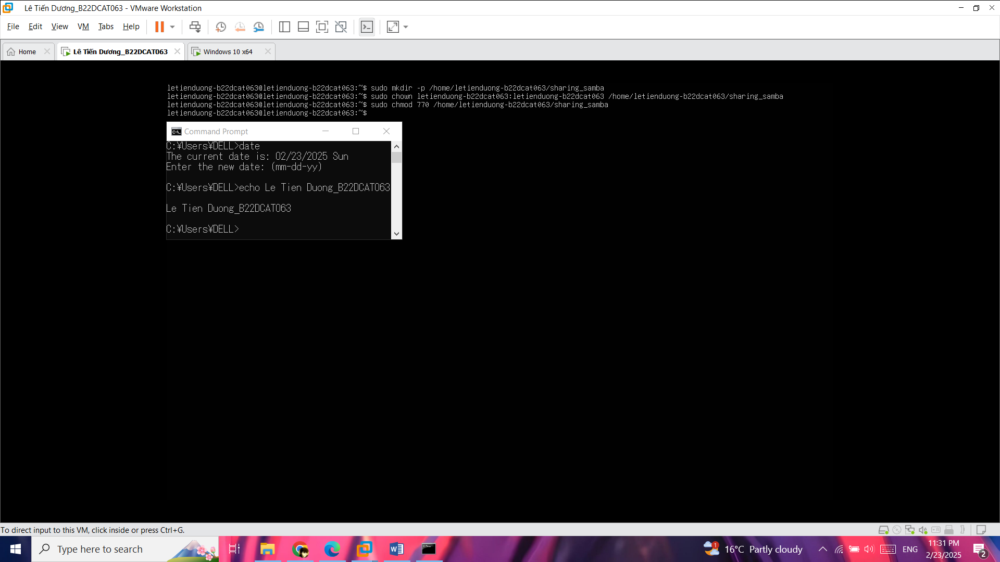 Lê Tiến Dương_B22DCAT063 - VMware Workstation
File Edit View VM Tabs Help
Home Lê Tiến Dương_B22DCAT063 Windows 10 x64
letienduong-b22dcat063@letienduong-b22dcat063:~$ sudo mkdir -p /home/letienduong-b22dcat063/sharing_samba
letienduong-b22dcat063@letienduong-b22dcat063:~$ sudo chown letienduong-b22dcat063:letienduong-b22dcat063 /home/letienduong-b22dcat063/sharing_samba
letienduong-b22dcat063@letienduong-b22dcat063:~$ sudo chmod 770 /home/letienduong-b22dcat063/sharing_samba
letienduong-b22dcat063@letienduong-b22dcat063:~$
Command Prompt
C:¥Users¥DELL>date
The current date is: 02/23/2025 Sun
Enter the new date: (mm-dd-yy)
C:¥Users¥DELL>echo Le Tien Duong_B22DCAT063
Le Tien Duong_B22DCAT063
C:¥Users¥DELL>
To direct input to this VM, click inside or press Ctrl+G.
Type here to search
1
16°C Partly cloudy
ENG
11:31 PM
2/23/2025
2